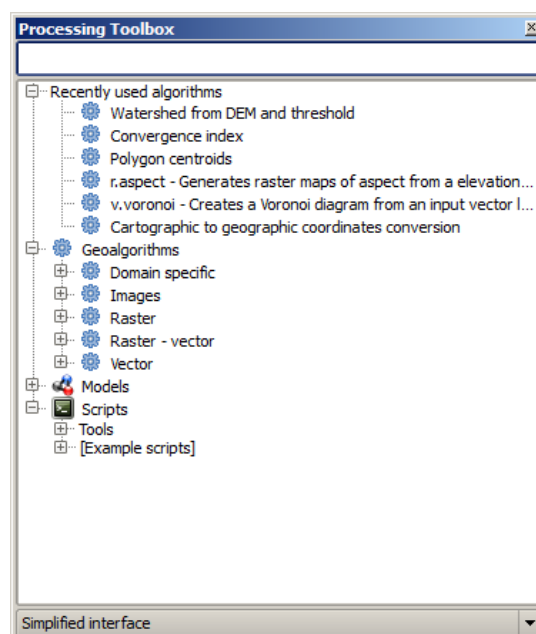 Processing Toolbox
Recently used algorithms
Watershed from DEM and threshold
Convergence index
Polygon centroids
r.aspect - Generates raster maps of aspect from a elevation...
v.voronoi - Creates a Voronoi diagram from an input vector l...
Cartographic to geographic coordinates conversion
Geoalgorithms
Domain specific
Images
Raster
Raster - vector
Vector
Models
Scripts
Tools
[Example scripts]
Simplified interface